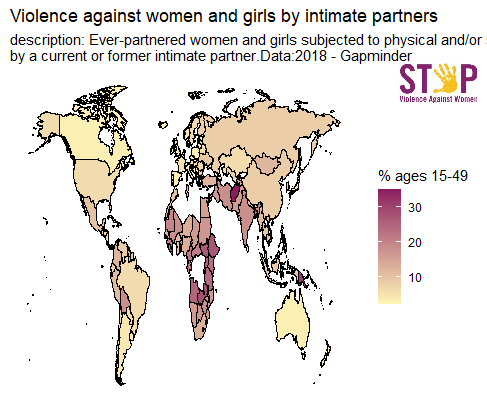 Violence against women and girls by intimate partners
description: Ever-partnered women and girls subjected to physical and/or s
by a current or former intimate partner.Data:2018 - Gapminder
STOP
Violence Against Women
% ages 15-49
30
20
10